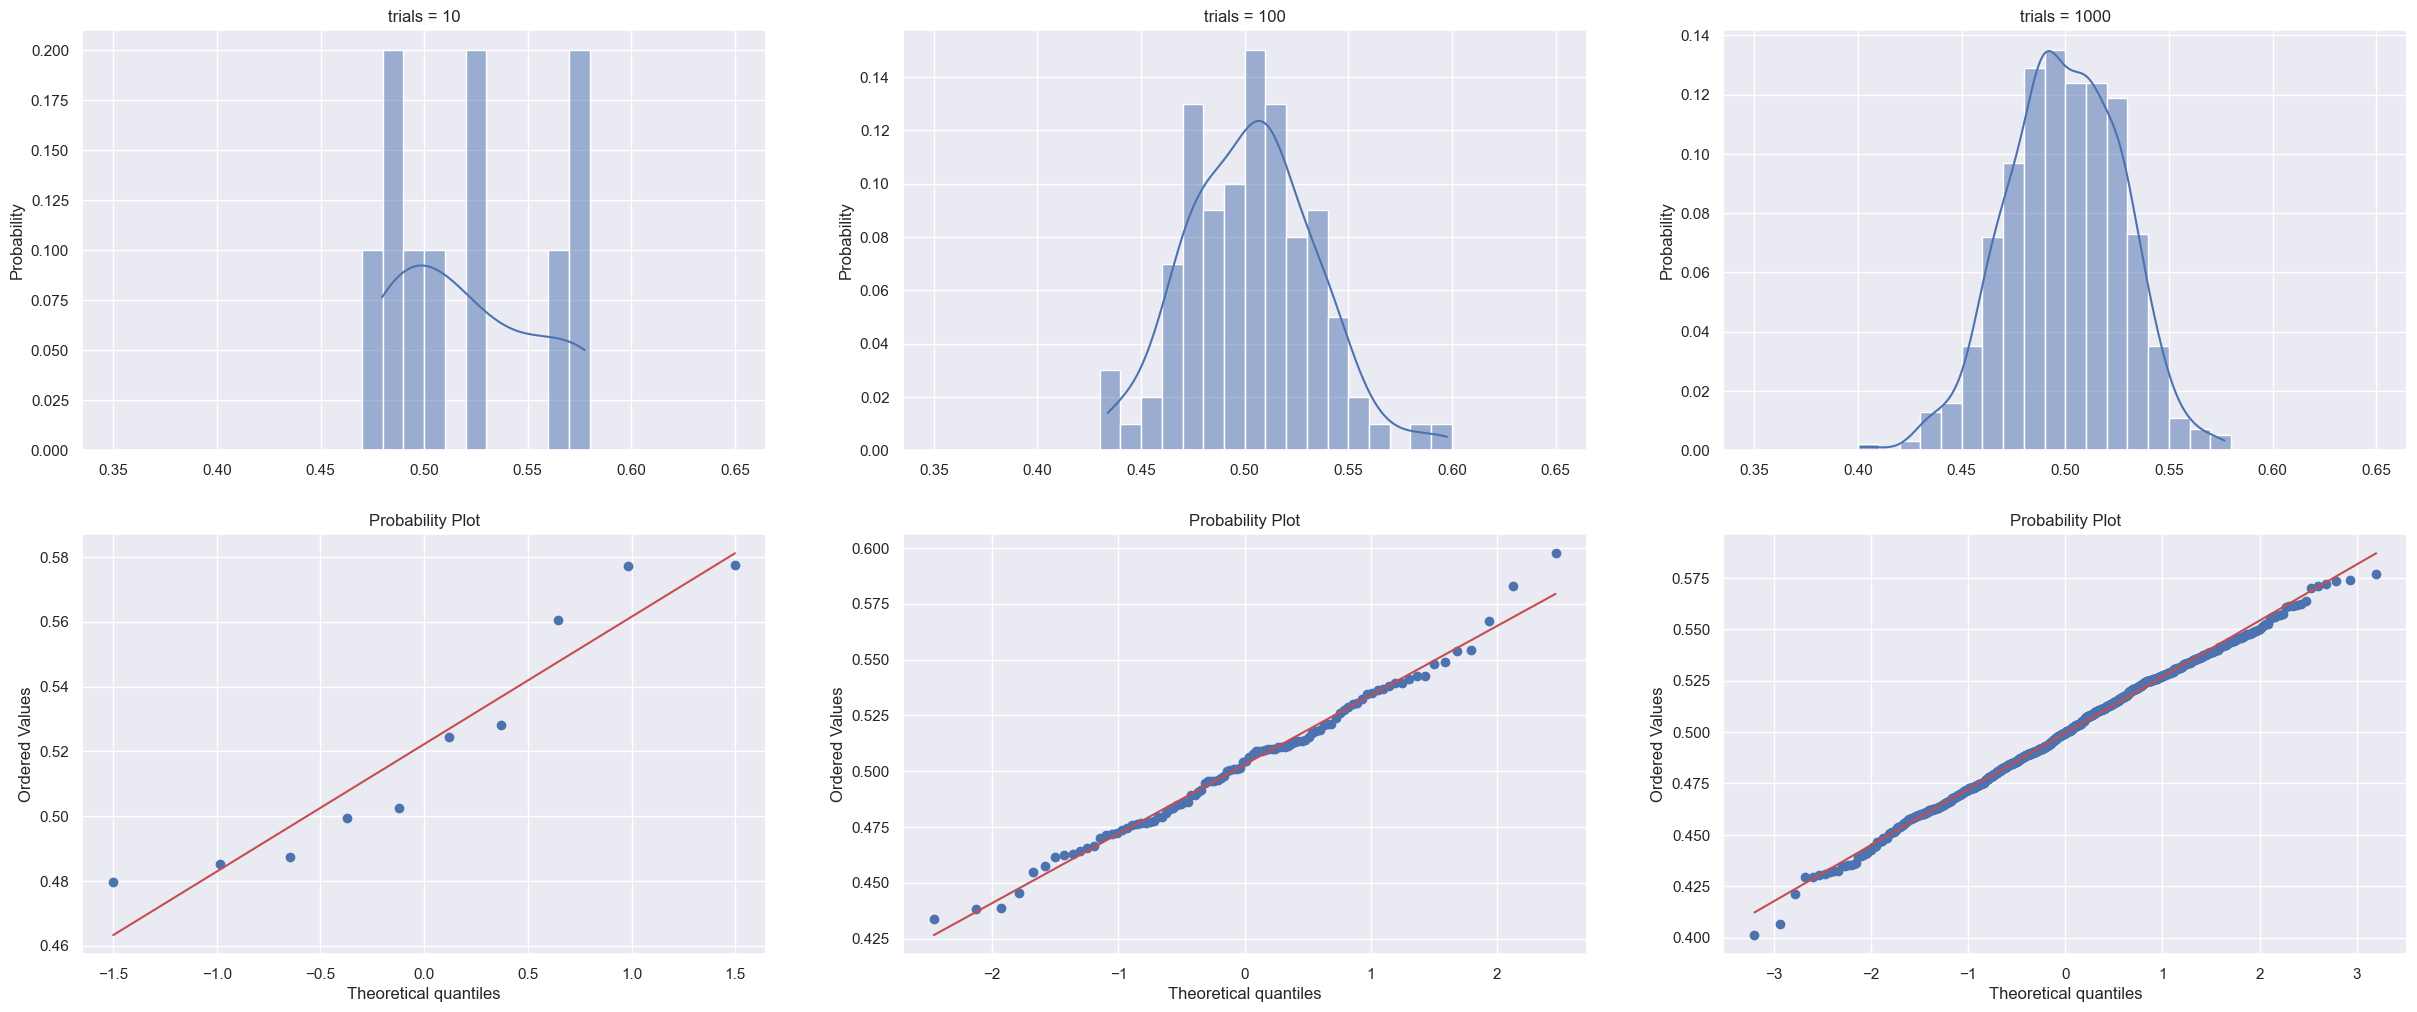 trials = 10
Probability
0.200
0.175
0.150
0.125
0.100
0.075
0.050
0.025
0.000
0.35 0.40 0.45 0.50 0.55 0.60 0.65
trials = 100
Probability
0.14
0.12
0.10
0.08
0.06
0.04
0.02
0.00
0.35 0.40 0.45 0.50 0.55 0.60 0.65
trials = 1000
Probability
0.14
0.12
0.10
0.08
0.06
0.04
0.02
0.00
0.35 0.40 0.45 0.50 0.55 0.60 0.65
Probability Plot
Ordered Values
0.58
0.56
0.54
0.52
0.50
0.48
0.46
−1.5 −1.0 −0.5 0.0 0.5 1.0 1.5
Theoretical quantiles
Probability Plot
Ordered Values
0.600
0.575
0.550
0.525
0.500
0.475
0.450
0.425
−2 −1 0 1 2
Theoretical quantiles
Probability Plot
Ordered Values
0.575
0.550
0.525
0.500
0.475
0.450
0.425
0.400
−3 −2 −1 0 1 2 3
Theoretical quantiles